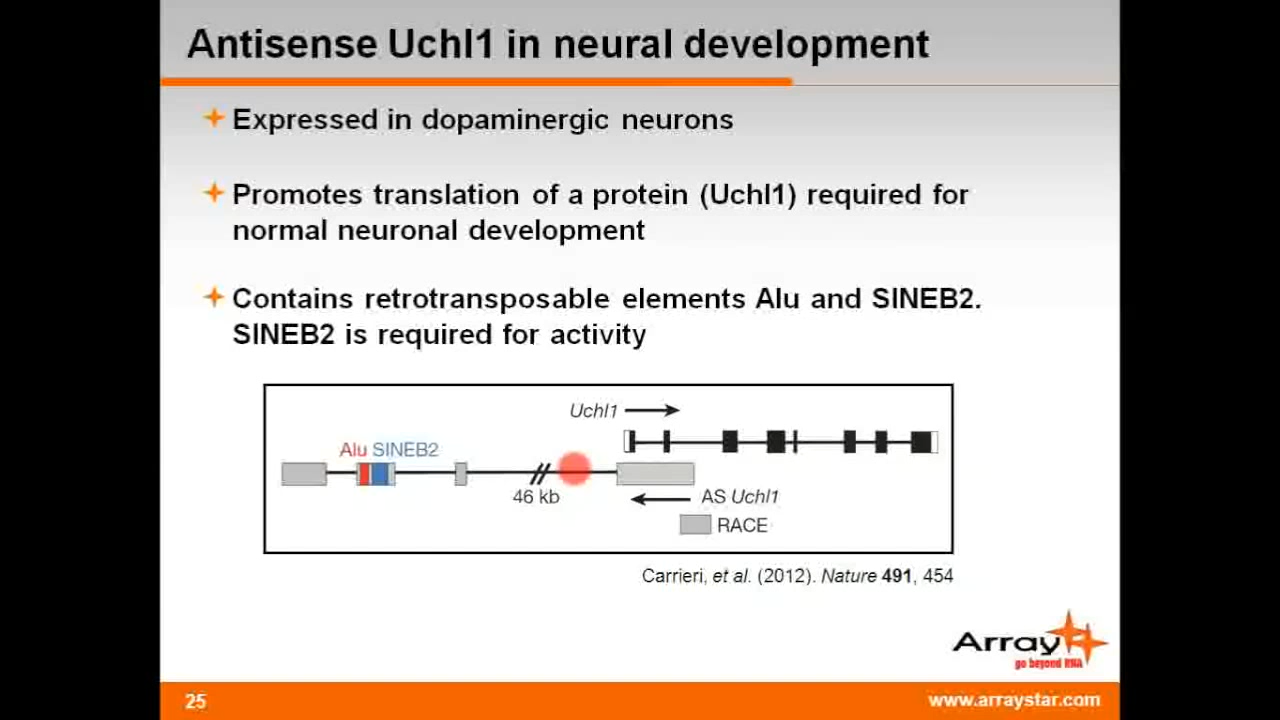 Antisense Uchl1 in neural development
Expressed in dopaminergic neurons
Promotes translation of a protein (Uchl1) required for
normal neuronal development
Contains retrotransposable elements Alu and SINEB2.
SINEB2 is required for activity
Uchl1
Alu SINEB2
46 kb
AS Uchl1
RACE
Carrieri, et al. (2012). Nature 491, 454
Array
go beyond RNA
25
www.arraystar.com